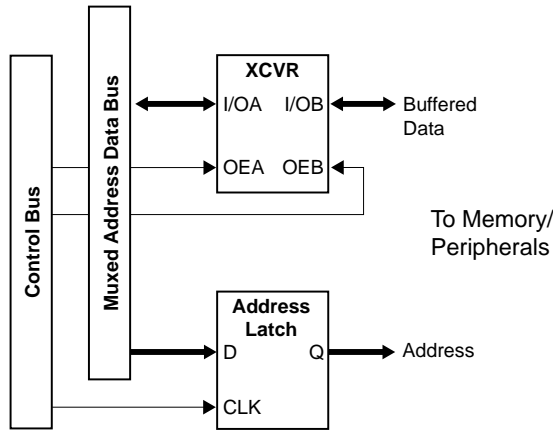 Control Bus
Muxed Address Data Bus
XCVR
I/OA I/OB
OEA OEB
Buffered
Data
To Memory/
Peripherals
Address
Latch
D Q
CLK
Address